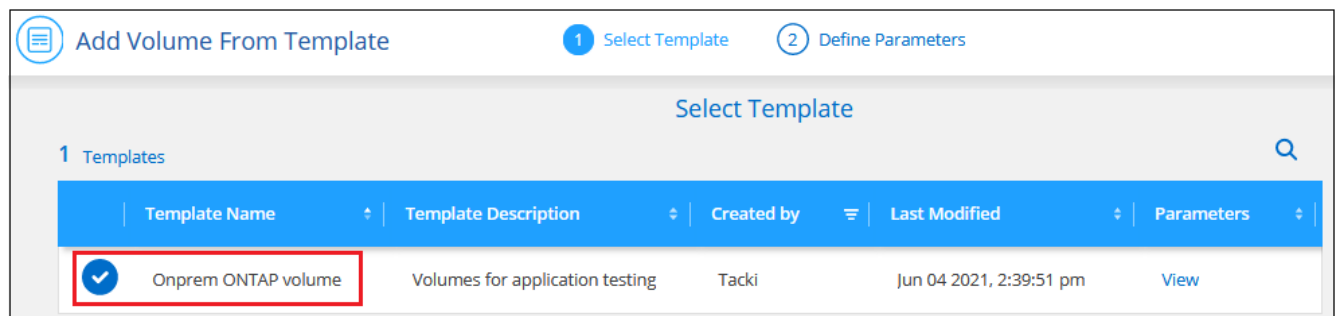 Add Volume From Template
1 Select Template
2 Define Parameters
Select Template
1 Templates
Template Name Template Description Created by Last Modified Parameters
Onprem ONTAP volume Volumes for application testing Tacki Jun 04 2021, 2:39:51 pm View